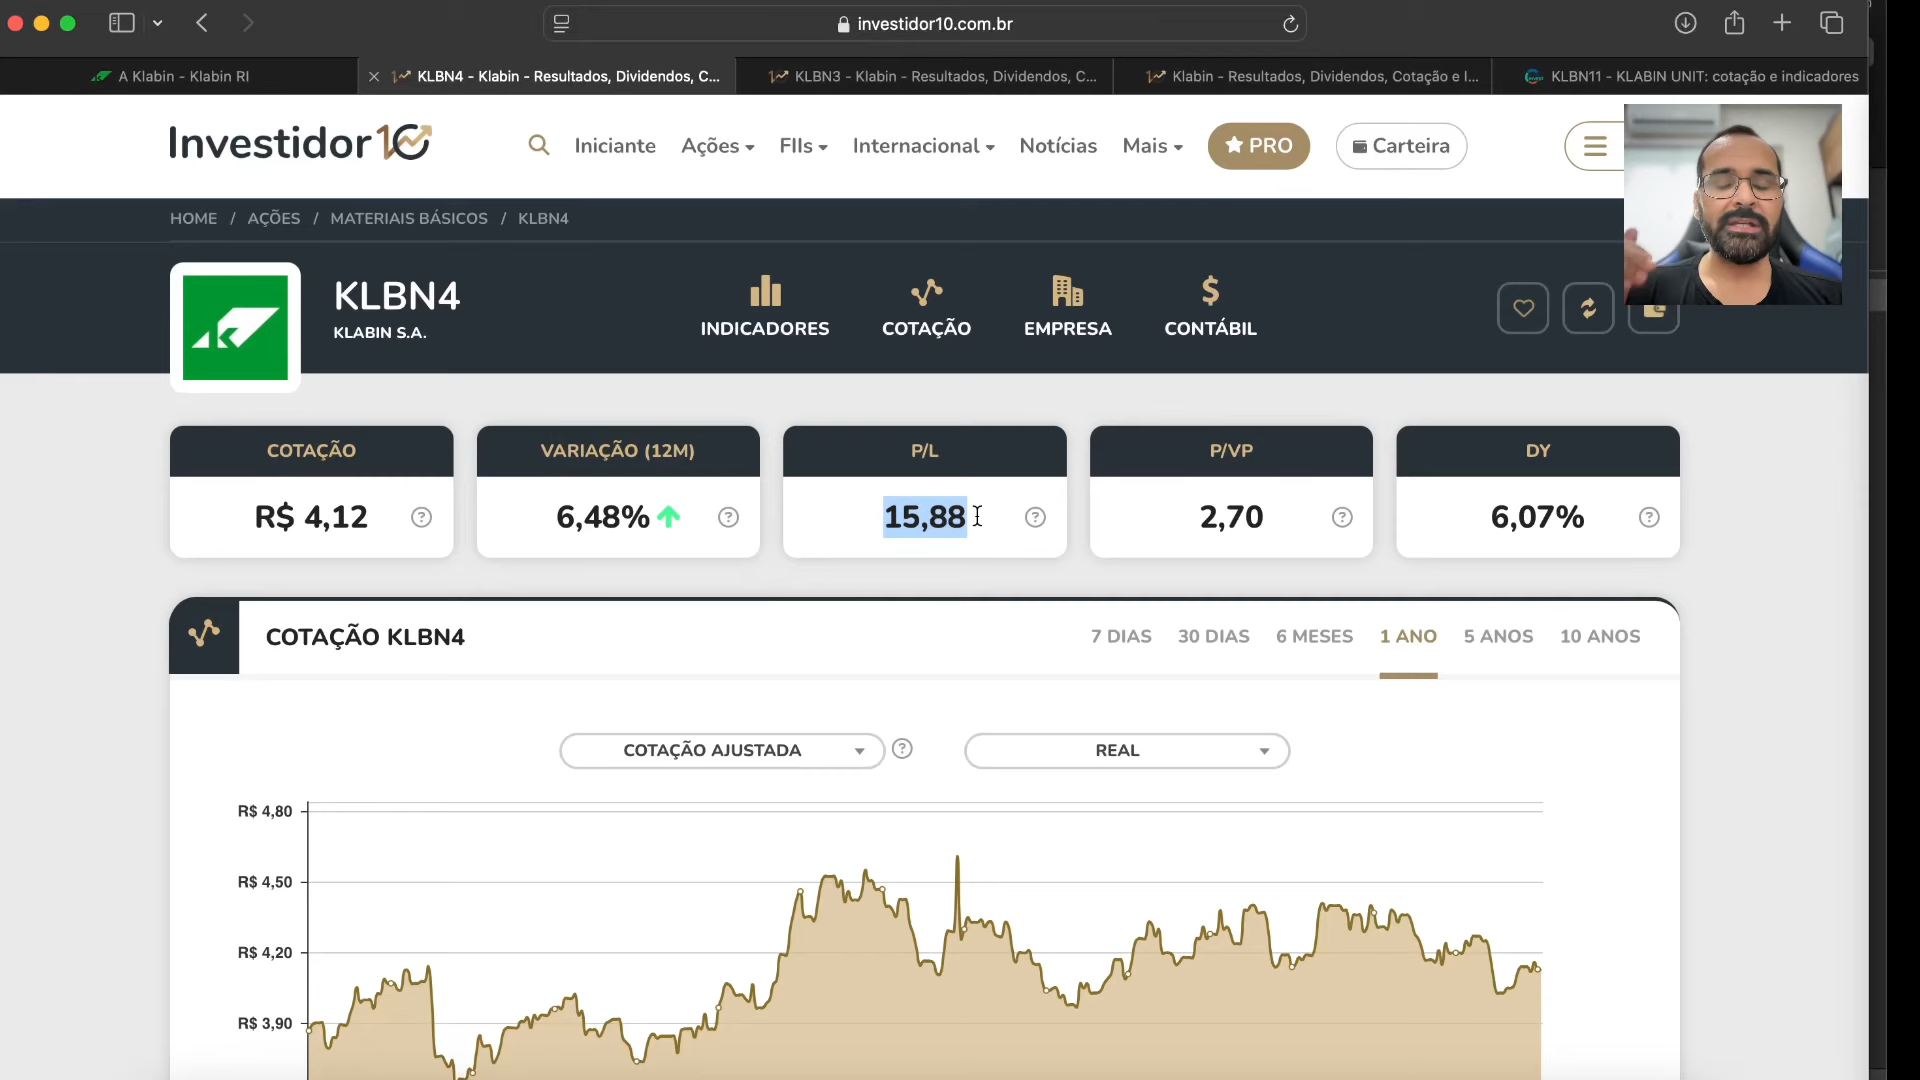 investidor10.com.br
A Klabin - Klabin RI
KLBN4 - Klabin - Resultados, Dividendos, C...
KLBN3 - Klabin - Resultados, Dividendos, C...
Klabin - Resultados, Dividendos, Cotação e I...
KLBN11 - KLABIN UNIT: cotação e indicadores
Investidor10
Iniciante
Ações
FIIs
Internacional
Notícias
Mais
PRO
Carteira
HOME / AÇÕES / MATERIAIS BÁSICOS / KLBN4
KLBN4
KLABIN S.A.
INDICADORES
COTAÇÃO
EMPRESA
CONTÁBIL
COTAÇÃO
R$ 4,12
VARIAÇÃO (12M)
6,48%
P/L
15,88
P/VP
2,70
DY
6,07%
COTAÇÃO KLBN4
7 DIAS
30 DIAS
6 MESES
1 ANO
5 ANOS
10 ANOS
COTAÇÃO AJUSTADA
REAL
R$ 4,80
R$ 4,50
R$ 4,20
R$ 3,90